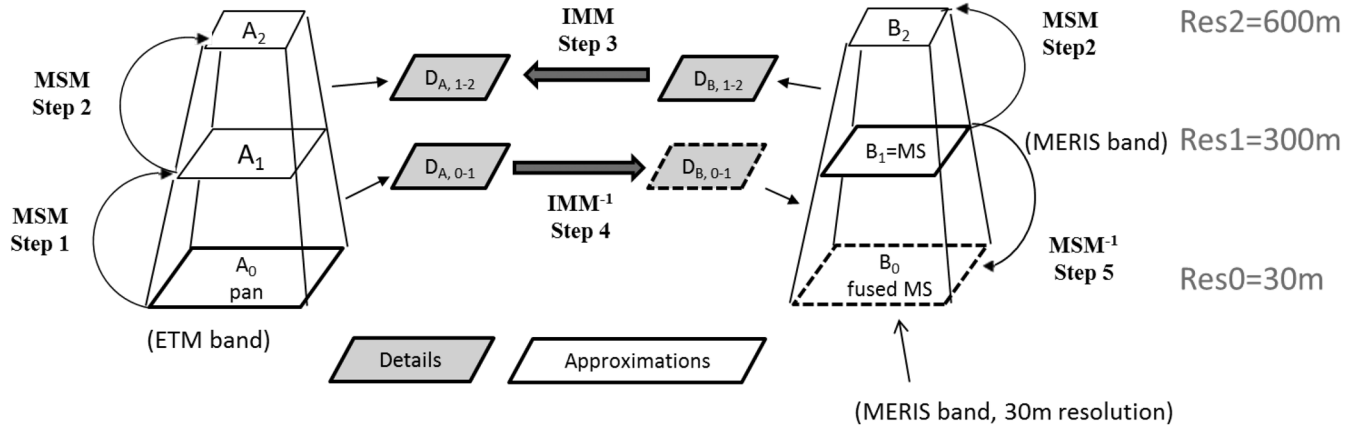 A2
IMM
Step 3
B2
MSM
Step2
Res2=600m
MSM
Step 2
DA, 1-2
DB, 1-2
A1
B1=MS
(MERIS band)
Res1=300m
DA, 0-1
DB, 0-1
MSM
Step 1
IMM-1
Step 4
MSM-1
Step 5
A0
pan
B0
fused MS
Res0=30m
(ETM band)
Details
Approximations
(MERIS band, 30m resolution)